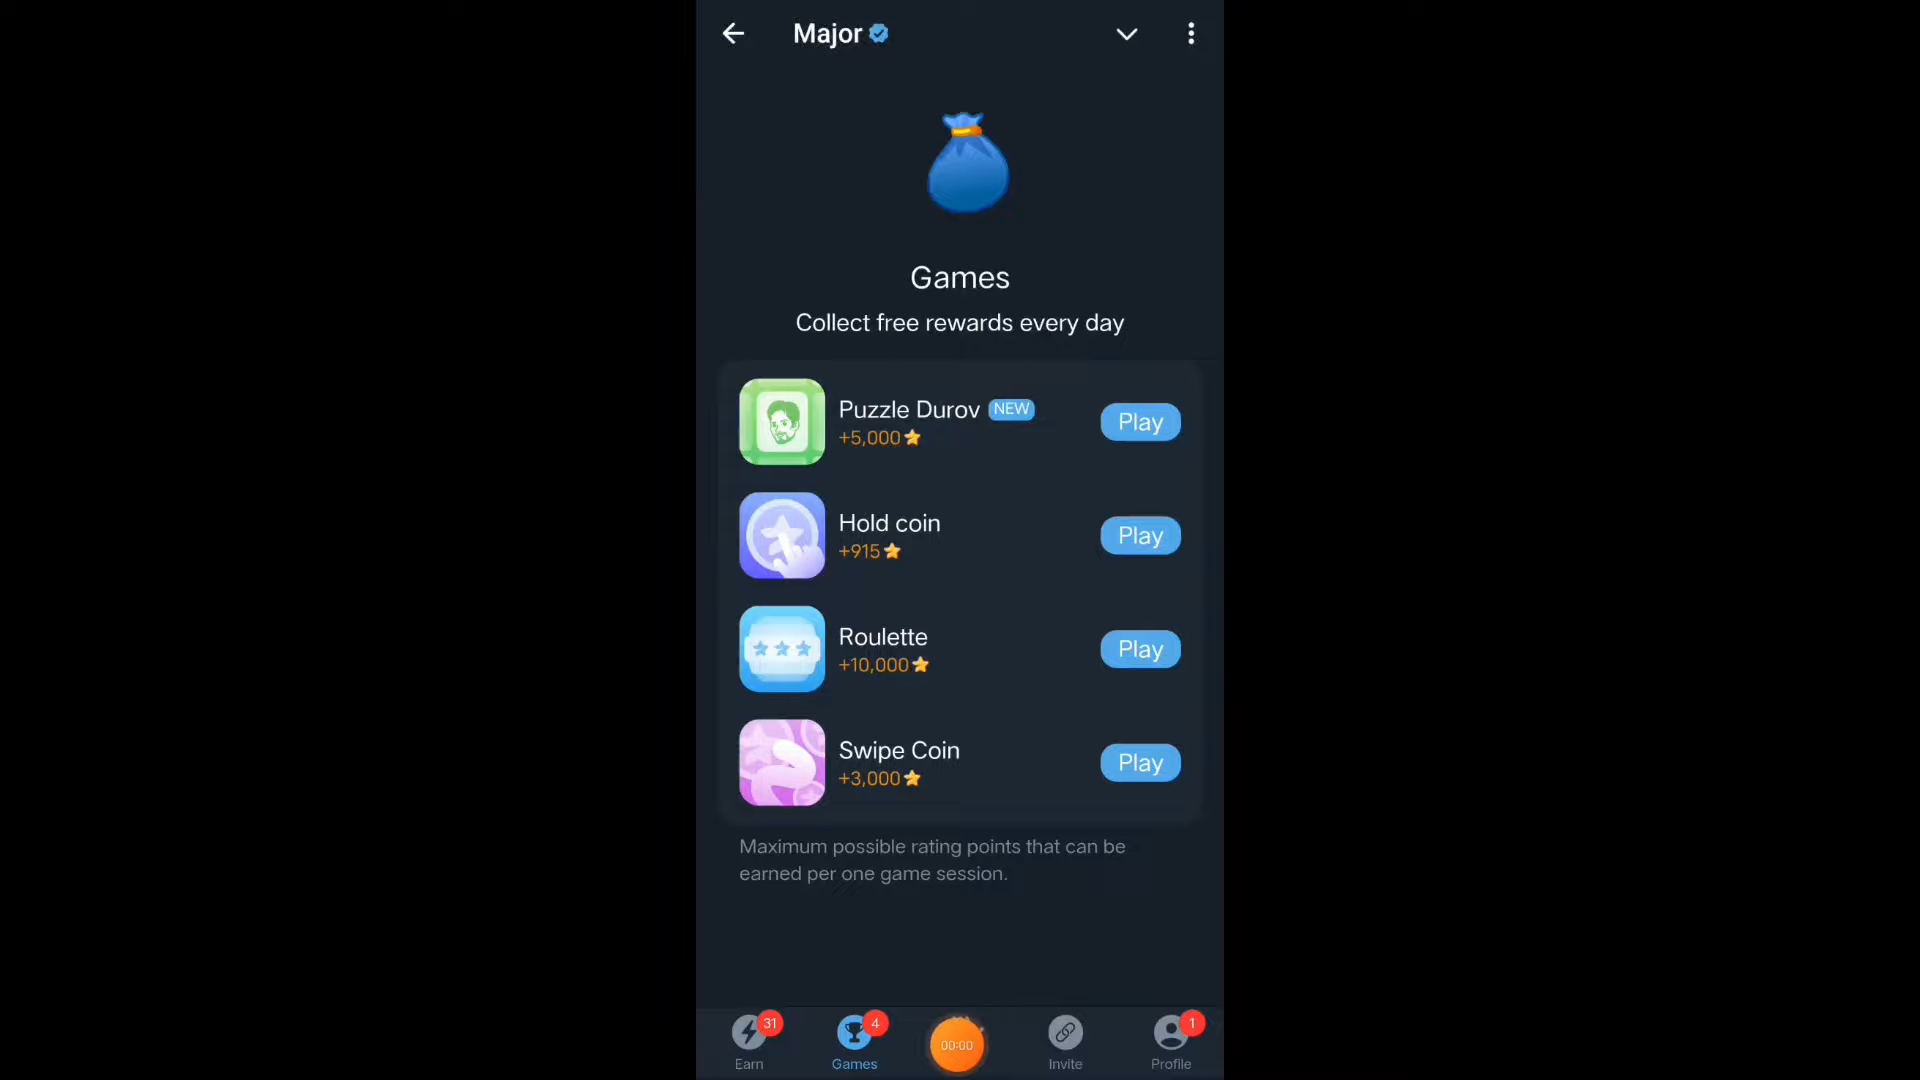 Major
Games
Collect free rewards every day
Puzzle Durov NEW
+5,000
Play
Hold coin
+915
Play
Roulette
+10,000
Play
Swipe Coin
+3,000
Play
Maximum possible rating points that can be
earned per one game session.
31
4
1
00:00
Earn
Games
Invite
Profile